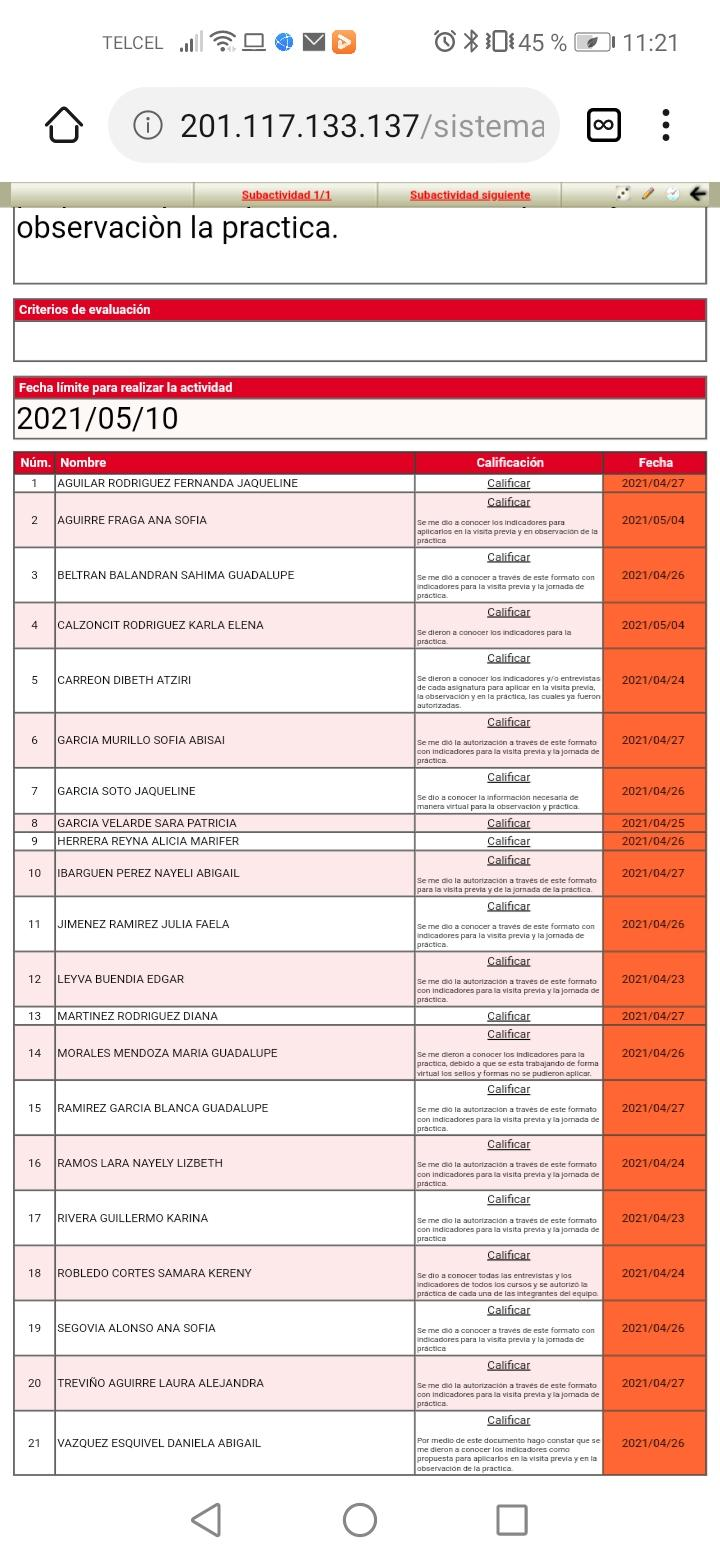 TELCEL 45 % 11:21
201.117.133.137/sistema
Subactividad 1/1 Subactividad siguiente
observaciòn la practica.
Criterios de evaluación
Fecha límite para realizar la actividad
2021/05/10
Núm. Nombre Calificación Fecha
1 AGUILAR RODRIGUEZ FERNANDA JAQUELINE Calificar 2021/04/27
Calificar
2 AGUIRRE FRAGA ANA SOFIA 2021/05/04
Se me dio a conocer los indicadores para
aplicarlos en la visita previa y en observación de la
práctica
Calificar
3 BELTRAN BALANDRAN SAHIMA GUADALUPE 2021/04/26
Se me dió a conocer a través de este formato con
indicadores para la visita previa y la jornada de
práctica.
Calificar
4 CALZONCIT RODRIGUEZ KARLA ELENA 2021/05/04
Se dieron a conocer los indicadores para la
práctica.
Calificar
5 CARREON DIBETH ATZIRI 2021/04/24
Se dieron a conocer los indicadores y/o entrevistas
de cada asignatura para aplicar en la visita previa,
la observación y en la práctica, las cuales ya fueron
autorizadas.
Calificar
6 GARCIA MURILLO SOFIA ABISAI 2021/04/27
Se me dió la autorización a través de este formato
con indicadores para la visita previa y la jornada de
práctica.
Calificar
7 GARCIA SOTO JAQUELINE 2021/04/26
Se dio a conocer la información necesaria de
manera virtual para la observación y práctica.
8 GARCIA VELARDE SARA PATRICIA Calificar 2021/04/25
9 HERRERA REYNA ALICIA MARIFER Calificar 2021/04/26
Calificar
10 IBARGUEN PEREZ NAYELI ABIGAIL 2021/04/27
Se me dio la autorización a través de este formato
para la visita previa y de la jornada de la práctica.
Calificar
11 JIMENEZ RAMIREZ JULIA FAELA 2021/04/26
Se me dio a conocer a través de este formato con
indicadores para la visita previa y la jornada de
práctica.
Calificar
12 LEYVA BUENDIA EDGAR 2021/04/23
Se me dió la autorización a través de este formato
con indicadores para la visita previa y la jornada de
práctica.
13 MARTINEZ RODRIGUEZ DIANA Calificar 2021/04/27
Calificar
14 MORALES MENDOZA MARIA GUADALUPE 2021/04/26
Se me dieron a conocer los indicadores para la
practica, debido a que se esta trabajando de forma
virtual los sellos y formas no se pudieron aplicar.
Calificar
15 RAMIREZ GARCIA BLANCA GUADALUPE 2021/04/27
Se me dió la autorización a través de este formato
con indicadores para la visita previa y la jornada de
práctica.
Calificar
16 RAMOS LARA NAYELY LIZBETH 2021/04/24
Se me dió la autorización a través de este formato
con indicadores para la visita previa y la jornada de
práctica.
Calificar
17 RIVERA GUILLERMO KARINA 2021/04/23
Se me dio la autorización a través de este formato
con indicadores para la visita previa y la jornada de
practica
Calificar
18 ROBLEDO CORTES SAMARA KERENY 2021/04/24
Se dio a conocer todas las entrevistas y los
indicadores de todos los cursos y se autorizó la
práctica de cada una de las integrantes del equipo.
Calificar
19 SEGOVIA ALONSO ANA SOFIA 2021/04/26
Se me dio a conocer a través de este formato con
indicadores para la visita previa y la jornada de
práctica
Calificar
20 TREVIÑO AGUIRRE LAURA ALEJANDRA 2021/04/27
Se me dió la autorización a través de este formato
con indicadores para la visita previa y la jornada de
práctica.
Calificar
21 VAZQUEZ ESQUIVEL DANIELA ABIGAIL 2021/04/26
Por medio de este documento hago constar que se
me dieron a conocer los indicadores como
propuesta para aplicarlos en la visita previa y en la
observación de la práctica.